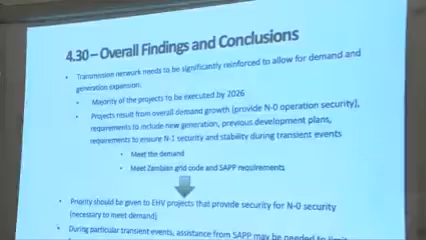 4.30 – Overall Findings and Conclusions
• Transmission network needs to be significantly reinforced to allow for demand and
generation expansion:
• Majority of the projects to be executed by 2026
• Projects result from overall demand growth (provide N-0 operation security),
requirements to include new generation, previous development plans,
requirements to ensure N-1 security and stability during transient events
• Meet the demand
• Meet Zambian grid code and SAPP requirements
• Priority should be given to EHV projects that provide security for N-0 security
(necessary to meet demand)
• During particular transient events, assistance from SAPP may be needed to limit